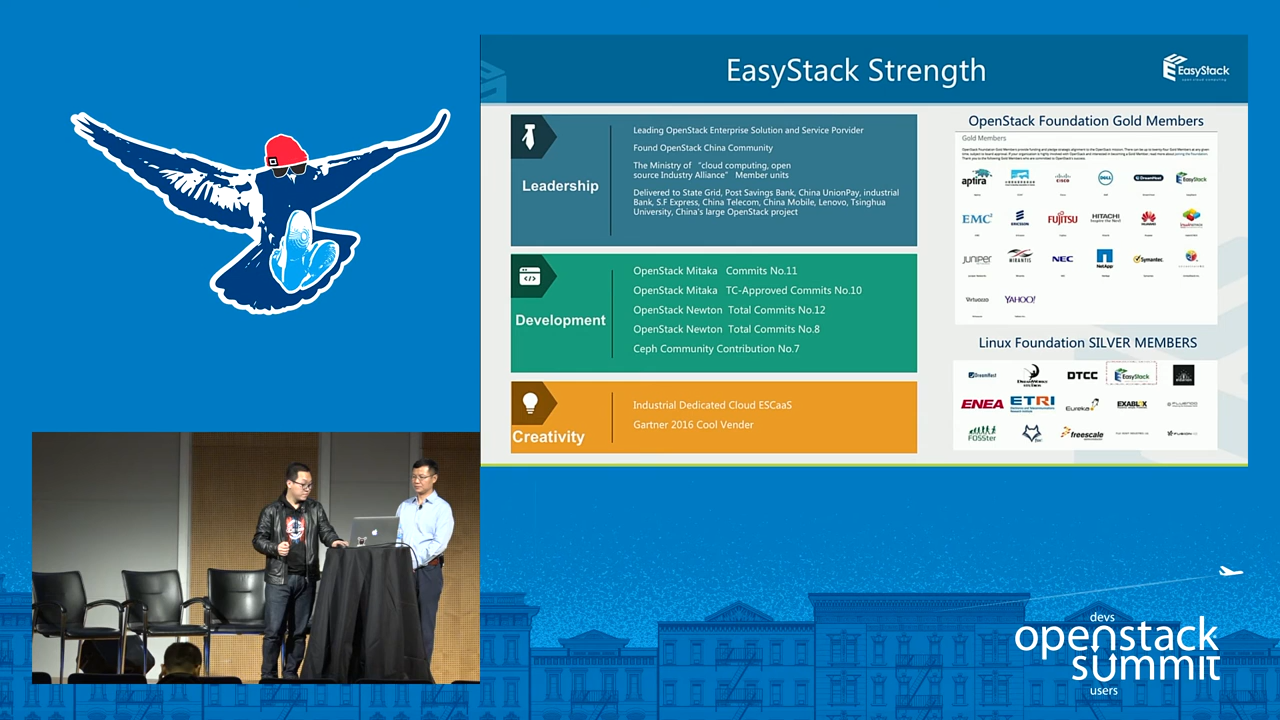 EasyStack Strength
EasyStack
Leadership
Leading OpenStack Enterprise Solution and Service Porvider
Found OpenStack China Community
The Ministry of “cloud computing, open
source Industry Alliance” Member units
Delivered to State Grid, Post Savings Bank, China UnionPay, industrial
Bank, S.F Express, China Telecom, China Mobile, Lenovo, Tsinghua
University, China's large OpenStack project
Development
OpenStack Mitaka Commits No.11
OpenStack Mitaka TC-Approved Commits No.10
OpenStack Newton Total Commits No.12
OpenStack Newton Total Commits No.8
Ceph Community Contribution No.7
Creativity
Industrial Dedicated Cloud ESCaaS
Gartner 2016 Cool Vender
OpenStack Foundation Gold Members
Gold Members
aptira
CISCO
DELL
DreamHost
EasyStack
EMC²
ERICSSON
FUJITSU
HITACHI
Inspire the Next
HUAWEI
JUNIPER
MIRANTIS
NEC
NetApp
Symantec
Virtuozzo
YAHOO!
Linux Foundation SILVER MEMBERS
DTCC
EasyStack
ENEA
ETRI
Eureka
EXABLOX
FOSSter
freescale
devs
openstack
summit
users